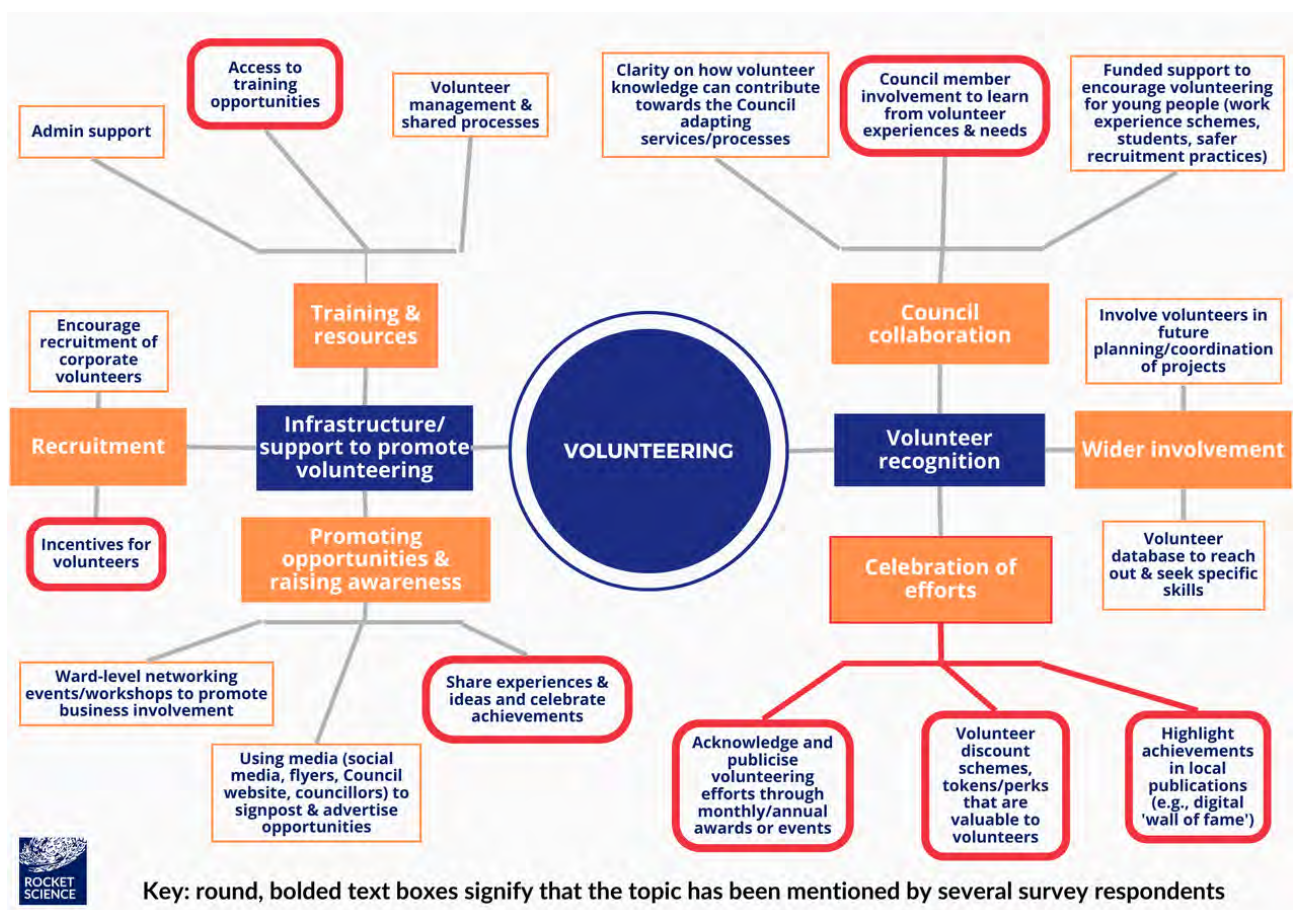 Access to
training
opportunities
Volunteer
management &
shared processes
Admin support
Clarity on how volunteer
knowledge can contribute
towards the Council
adapting
services/processes
Council member
involvement to learn
from volunteer
experiences & needs
Funded support to
encourage volunteering
for young people (work
experience schemes,
students, safer
recruitment practices)
Training &
resources
Council
collaboration
Encourage
recruitment of
corporate
volunteers
Involve volunteers in
future
planning/coordination
of projects
Recruitment
Infrastructure/
support to promote
volunteering
VOLUNTEERING
Volunteer
recognition
Wider involvement
Incentives for
volunteers
Promoting
opportunities &
raising awareness
Celebration of
efforts
Volunteer
database to reach
out & seek specific
skills
Ward-level networking
events/workshops to promote
business involvement
Share experiences &
ideas and celebrate
achievements
Using media (social
media, flyers, Council
website, councillors) to
signpost & advertise
opportunities
Acknowledge and
publicise
volunteering
efforts through
monthly/annual
awards or events
Volunteer
discount
schemes,
tokens/perks
that are
valuable to
volunteers
Highlight
achievements
in local
publications
(e.g., digital
'wall of fame')
ROCKET
SCIENCE
Key: round, bolded text boxes signify that the topic has been mentioned by several survey respondents